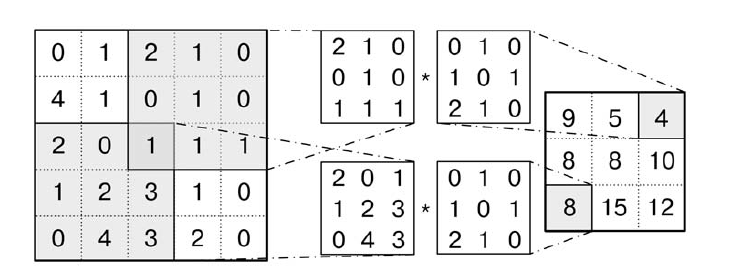 0 1 2 1 0
4 1 0 1 0
2 0 1 1 1
1 2 3 1 0
0 4 3 2 0
2 1 0
0 1 0
1 1 1
*
0 1 0
1 0 1
2 1 0
2 0 1
1 2 3
0 4 3
*
0 1 0
1 0 1
2 1 0
9 5 4
8 8 10
8 15 12